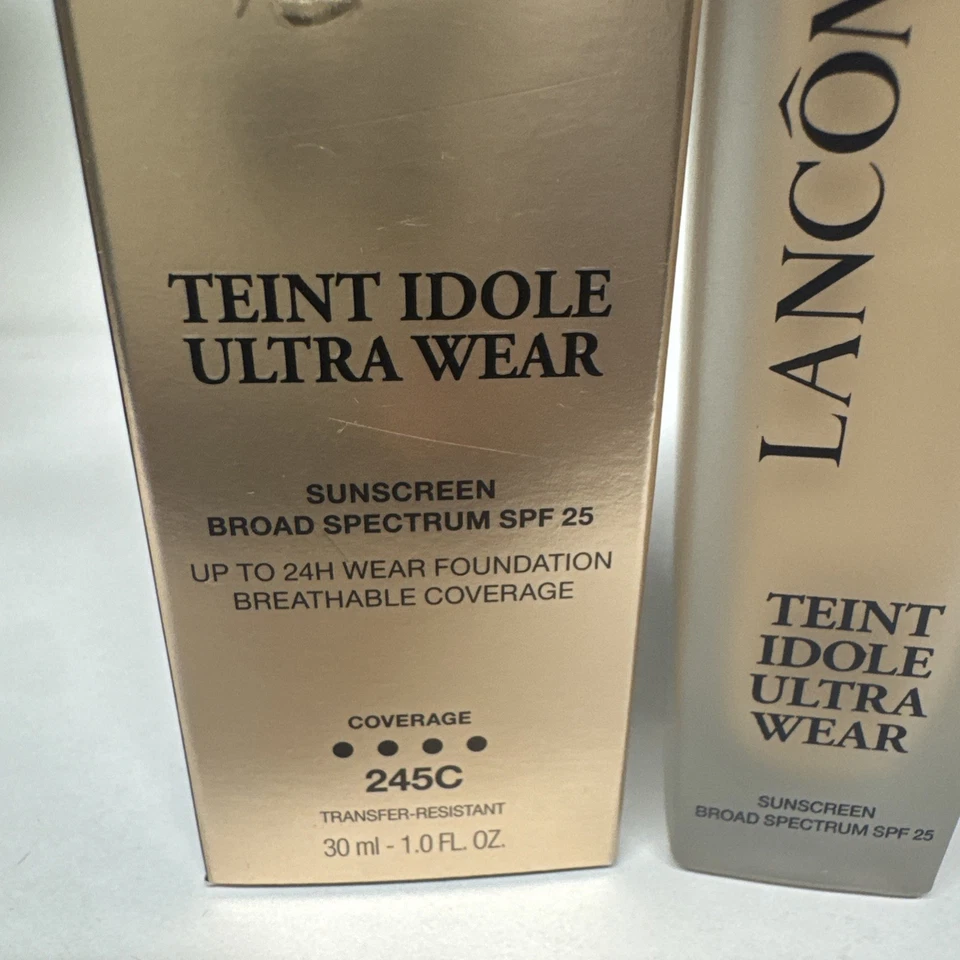 TEINT IDOLE
ULTRA WEAR
SUNSCREEN
BROAD SPECTRUM SPF 25
UP TO 24H WEAR FOUNDATION
BREATHABLE COVERAGE
COVERAGE
245C
TRANSFER-RESISTANT
30 ml - 1.0 FL. OZ.
LANCÔN
TEINT
IDOLE
ULTRA
WEAR
SUNSCREEN
BROAD SPECTRUM SPF 25